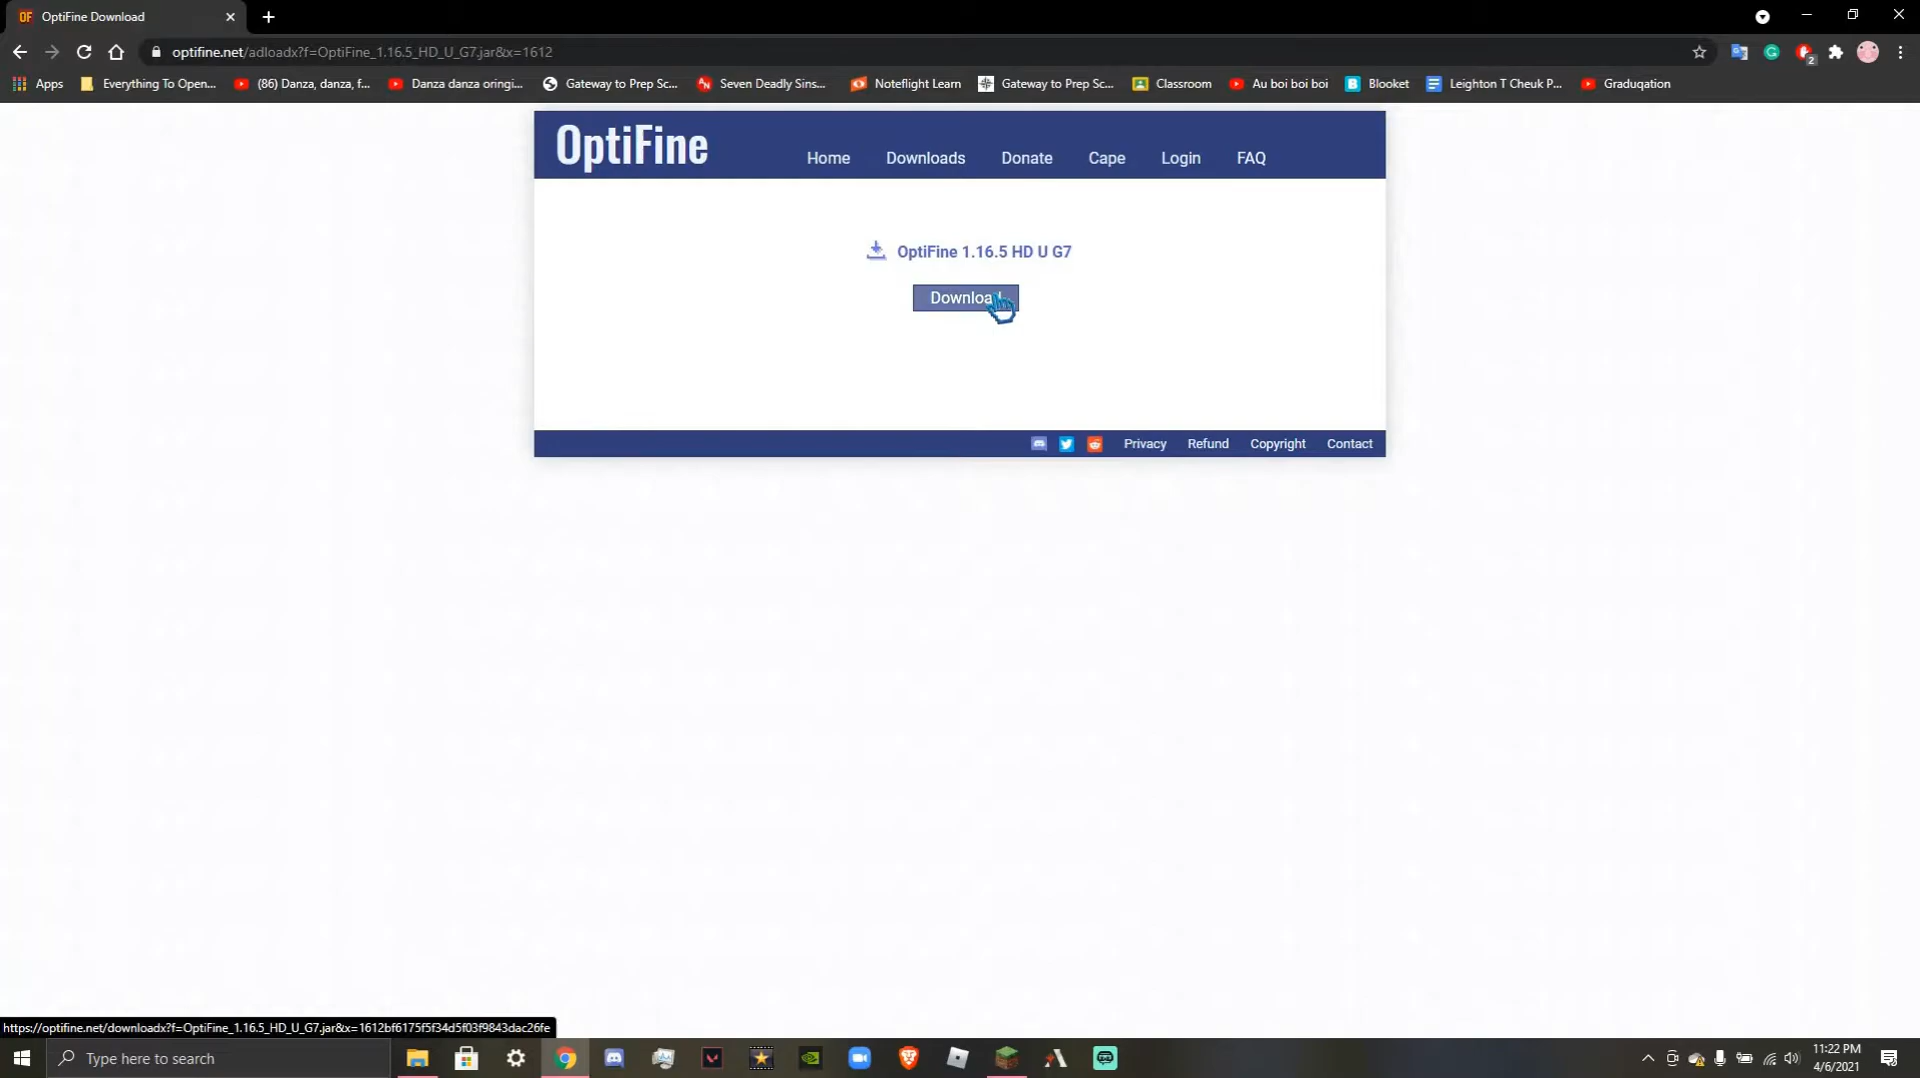 OF OptiFine Download
optifine.net/adloadx?f=OptiFine_1.16.5_HD_U_G7.jar&x=1612
2
Apps Everything To Open... (86) Danza, danza, f... Danza danza oringi... Gateway to Prep Sc... Seven Deadly Sins... Noteflight Learn Gateway to Prep Sc... Classroom Au boi boi boi Blooket Leighton T Cheuk P... Graduqation
OptiFine Home Downloads Donate Cape Login FAQ
OptiFine 1.16.5 HD U G7
Download
Privacy Refund Copyright Contact
https://optifine.net/downloadx?f=OptiFine_1.16.5_HD_U_G7.jar&x=1612bf6175f5f34d5f03f9843dac26fe
Type here to search
11:22 PM
4/6/2021